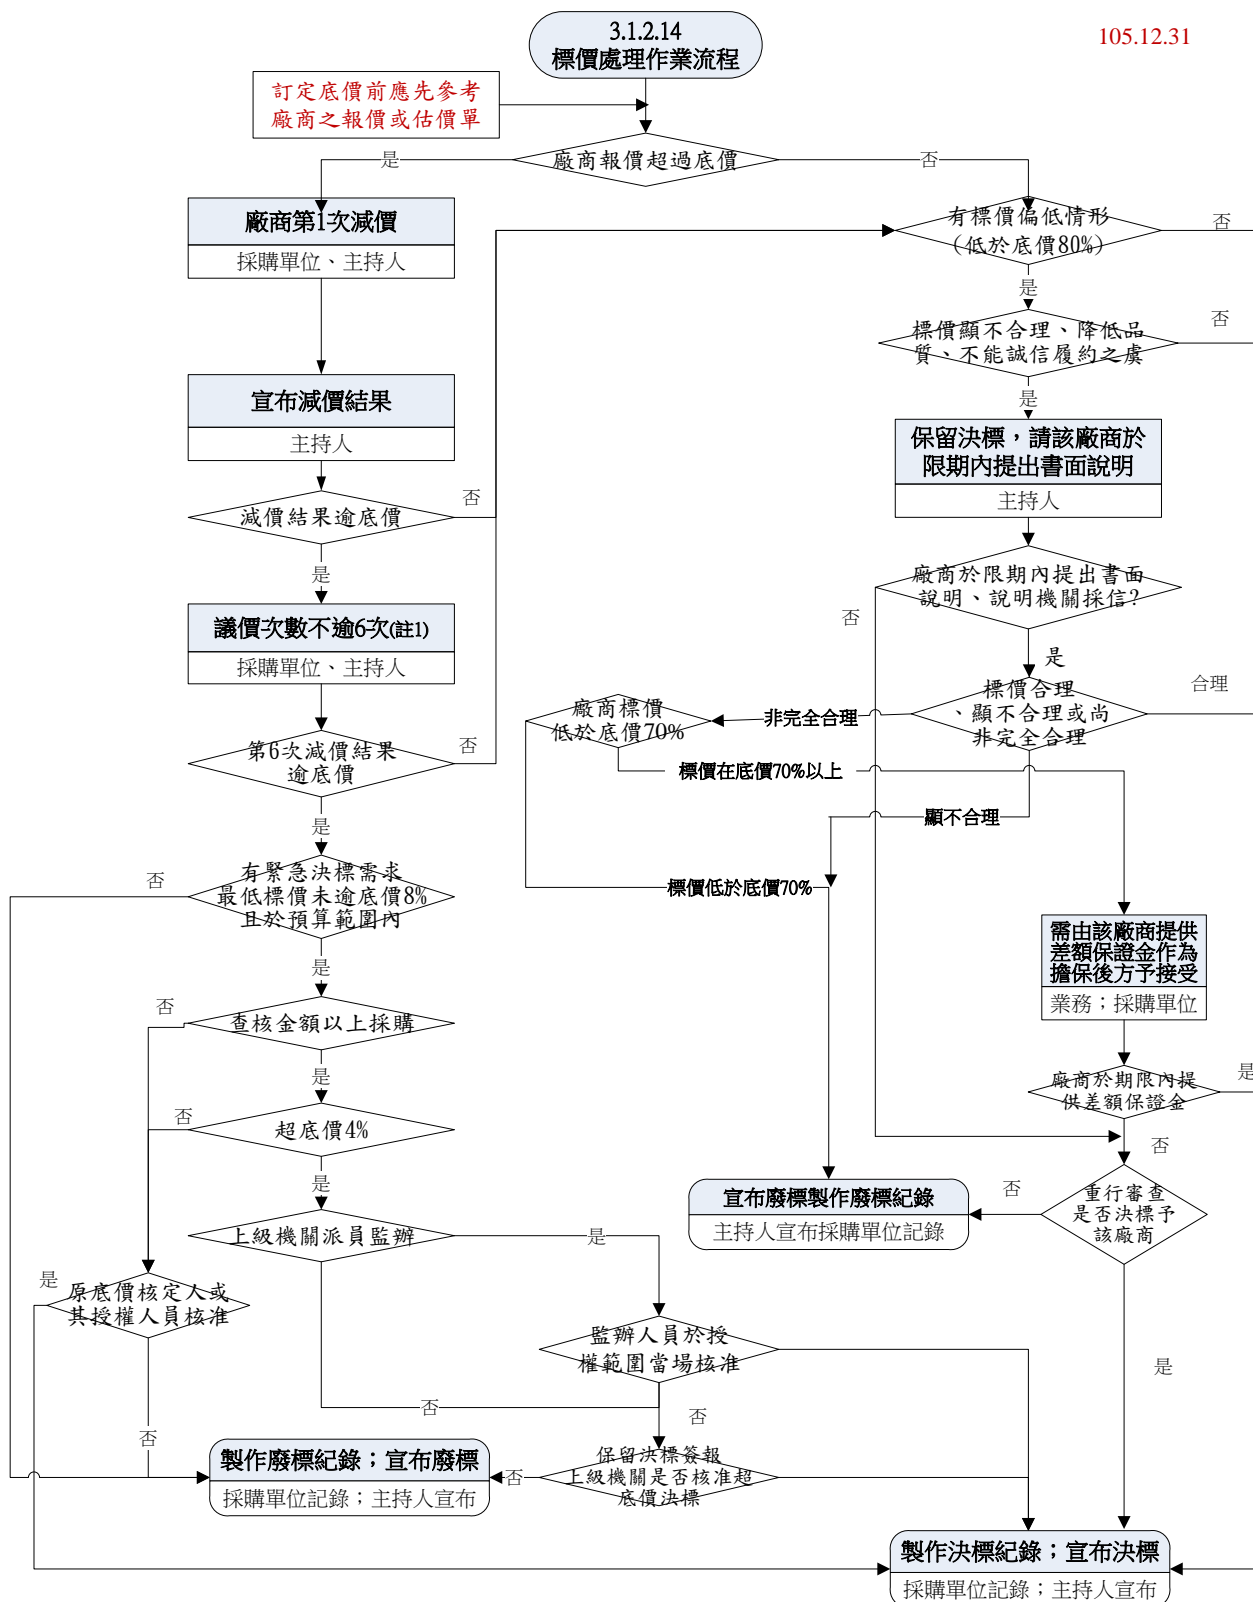 3.1.2.14
標價處理作業流程
105.12.31
訂定底價前應先參考
廠商之報價或估價單
廠商報價超過底價
是
否
廠商第1次減價
採購單位、主持人
有標價偏低情形
(低於底價80%)
否
是
標價顯不合理、降低品
質、不能誠信履約之虞
否
是
宣布減價結果
主持人
保留決標，請該廠商於
限期內提出書面說明
主持人
減價結果逾底價
否
是
廠商於限期內提出書面
說明、說明機關採信?
否
是
議價次數不逾6次(註1)
採購單位、主持人
標價合理
、顯不合理或尚
非完全合理
合理
非完全合理
廠商標價
低於底價70%
第6次減價結果
逾底價
否
是
標價在底價70%以上
顯不合理
標價低於底價70%
有緊急決標需求
最低標價未逾底價8%
且於預算範圍內
否
是
需由該廠商提供
差額保證金作為
擔保後方予接受
業務；採購單位
查核金額以上採購
否
是
廠商於期限內提
供差額保證金
是
否
超底價4%
否
是
宣布廢標製作廢標紀錄
主持人宣布採購單位記錄
否
重行審查
是否決標予
該廠商
是
上級機關派員監辦
是
否
原底價核定人或
其授權人員核准
是
否
監辦人員於授
權範圍當場核准
否
保留決標簽報
上級機關是否核准超
底價決標
否
製作廢標紀錄；宣布廢標
採購單位記錄；主持人宣布
製作決標紀錄；宣布決標
採購單位記錄；主持人宣布